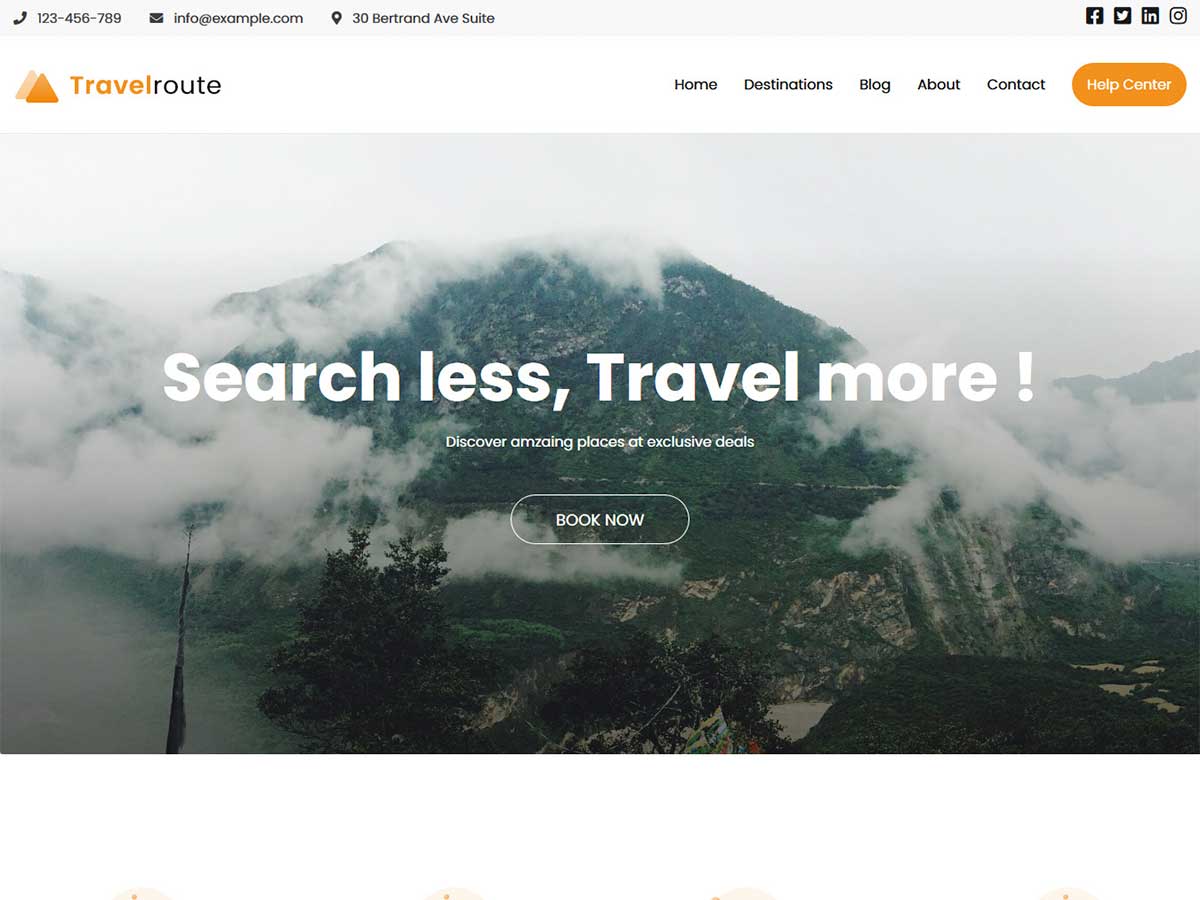 123-456-789 info@example.com 30 Bertrand Ave Suite
Travelroute Home Destinations Blog About Contact Help Center
Search less, Travel more !
Discover amzaing places at exclusive deals
BOOK NOW